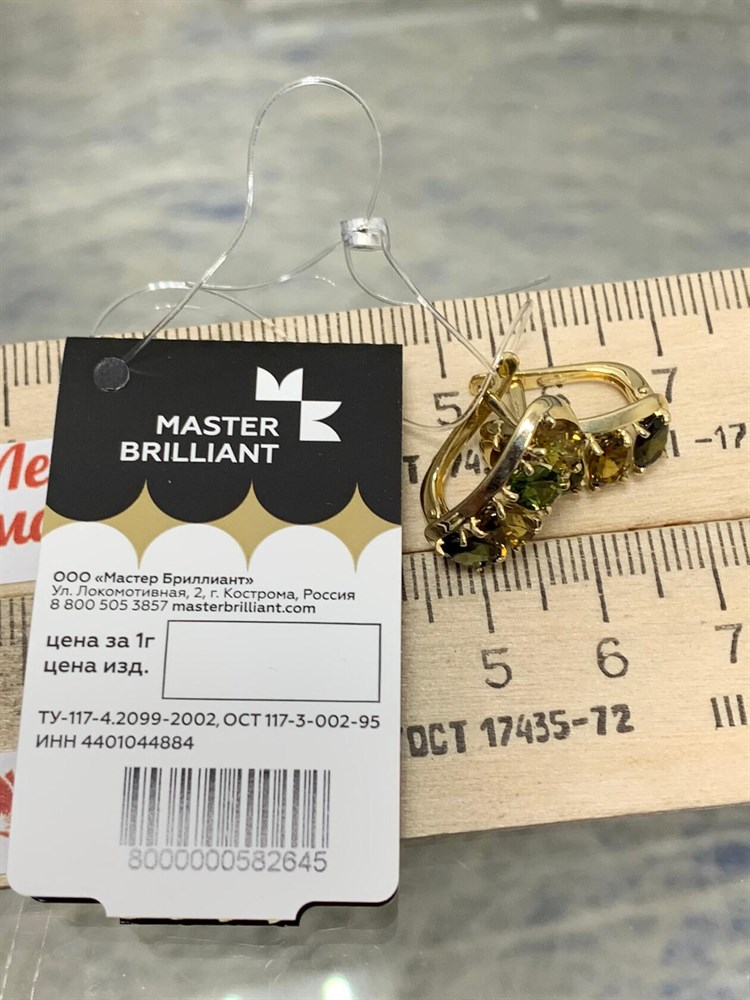 MASTER
BRILLIANT
ООО «Мастер Бриллиант»
Ул. Локомотивная, 2, г. Кострома, Россия
8 800 505 3857 masterbrilliant.com
цена за 1г
цена изд.
ТУ-117-4.2099-2002, ОСТ 117-3-002-95
ИНН 4401044884
8000000582645
5 7
5 6 7
ГОСТ 17435-72